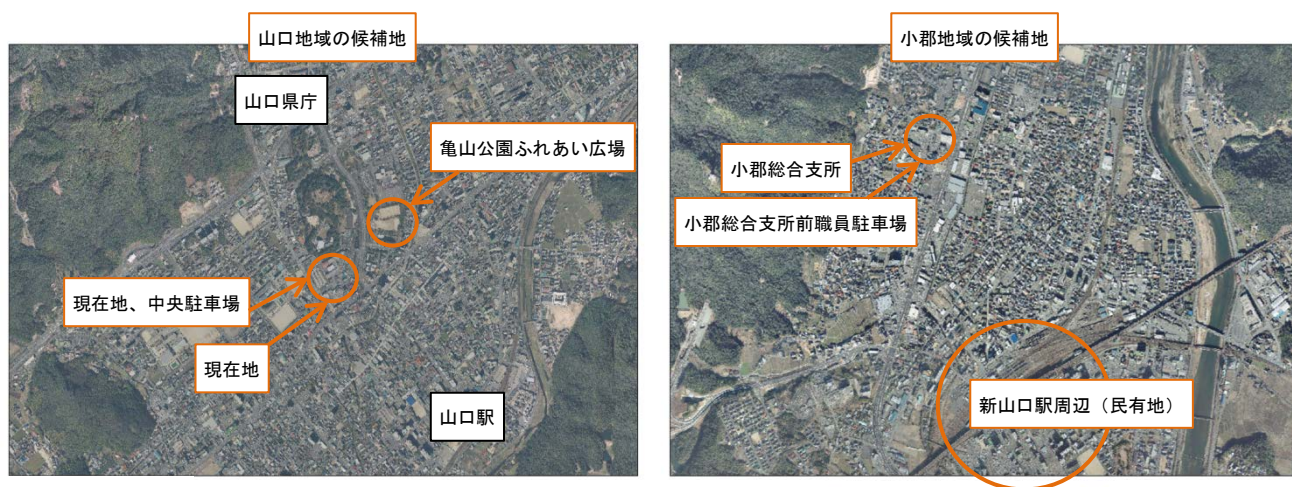 山口地域の候補地
山口県庁
亀山公園ふれあい広場
現在地、中央駐車場
現在地
山口駅
小郡地域の候補地
小郡総合支所
小郡総合支所前職員駐車場
新山口駅周辺（民有地）